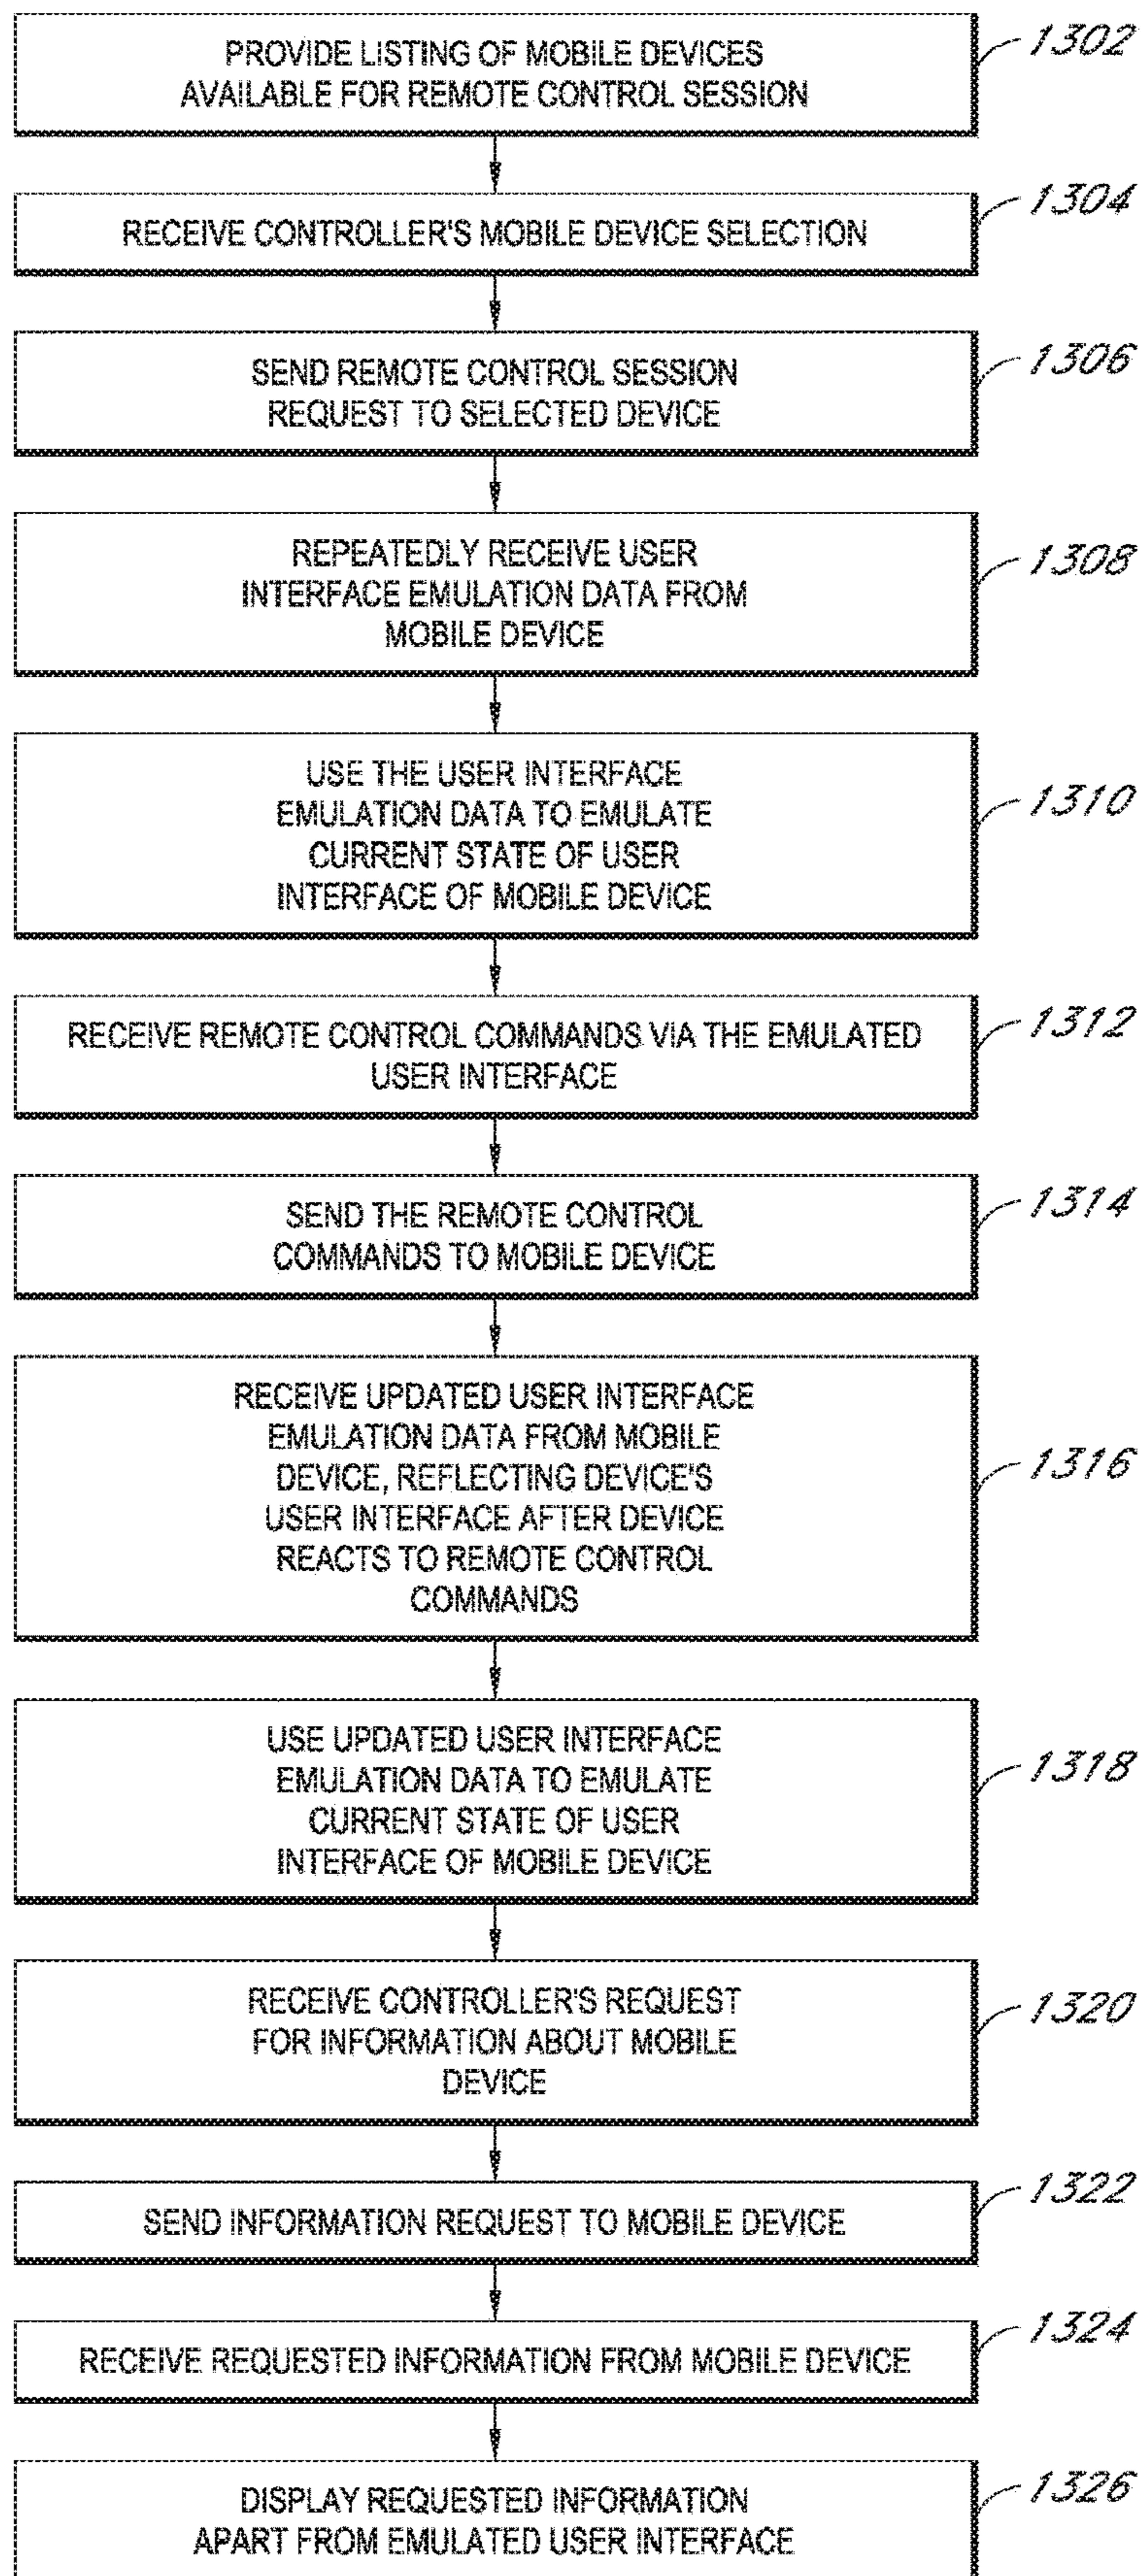 PROVIDE LISTING OF MOBILE DEVICES
AVAILABLE FOR REMOTE CONTROL SESSION
1302
RECEIVE CONTROLLER'S MOBILE DEVICE SELECTION
1304
SEND REMOTE CONTROL SESSION
REQUEST TO SELECTED DEVICE
1306
REPEATEDLY RECEIVE USER
INTERFACE EMULATION DATA FROM
MOBILE DEVICE
1308
USE THE USER INTERFACE
EMULATION DATA TO EMULATE
CURRENT STATE OF USER
INTERFACE OF MOBILE DEVICE
1310
RECEIVE REMOTE CONTROL COMMANDS VIA THE EMULATED
USER INTERFACE
1312
SEND THE REMOTE CONTROL
COMMANDS TO MOBILE DEVICE
1314
RECEIVE UPDATED USER INTERFACE
EMULATION DATA FROM MOBILE
DEVICE, REFLECTING DEVICE'S
USER INTERFACE AFTER DEVICE
REACTS TO REMOTE CONTROL
COMMANDS
1316
USE UPDATED USER INTERFACE
EMULATION DATA TO EMULATE
CURRENT STATE OF USER
INTERFACE OF MOBILE DEVICE
1318
RECEIVE CONTROLLER'S REQUEST
FOR INFORMATION ABOUT MOBILE
DEVICE
1320
SEND INFORMATION REQUEST TO MOBILE DEVICE
1322
RECEIVE REQUESTED INFORMATION FROM MOBILE DEVICE
1324
DISPLAY REQUESTED INFORMATION
APART FROM EMULATED USER INTERFACE
1326